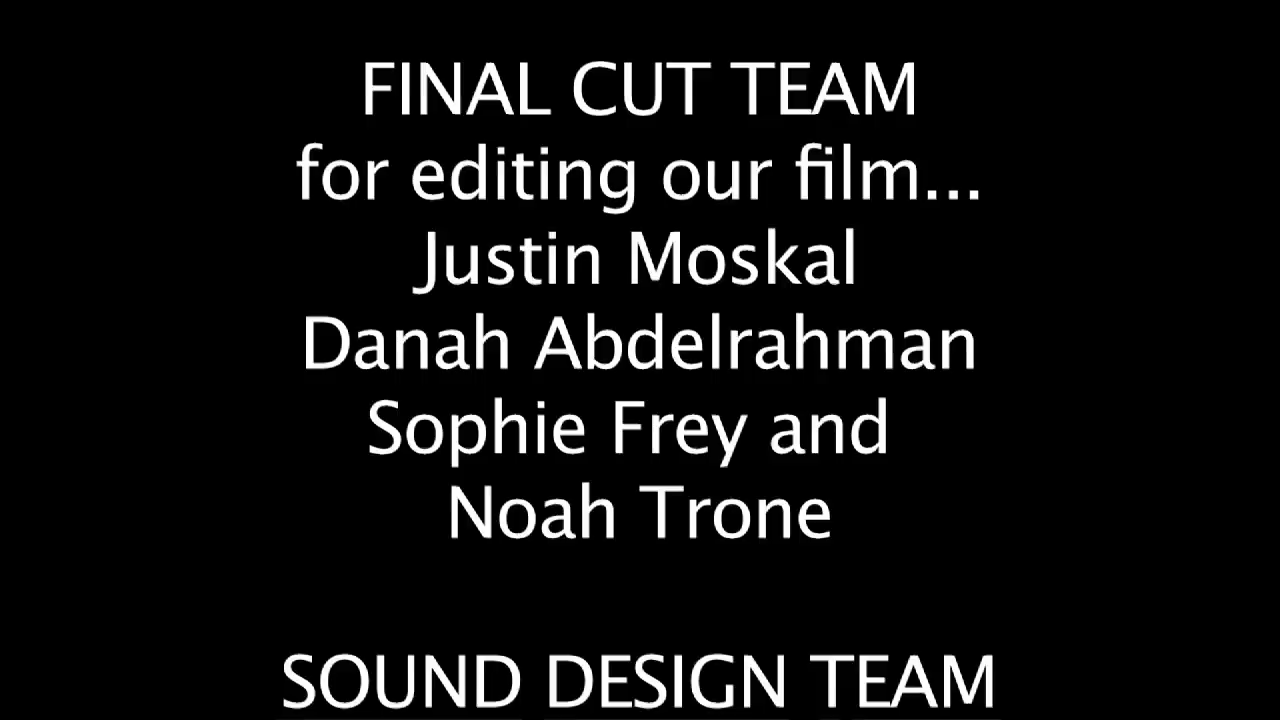 FINAL CUT TEAM
for editing our film...
Justin Moskal
Danah Abdelrahman
Sophie Frey and
Noah Trone
SOUND DESIGN TEAM